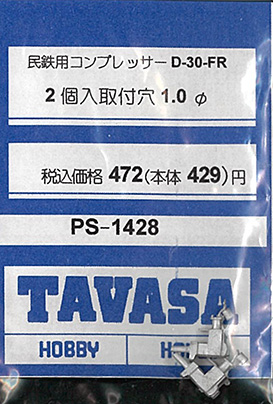 民鉄用コンプレッサー D-30-FR
2個入取付穴 1.0 φ
税込価格 472(本体 429)円
PS-1428
TAVASA
HOBBY